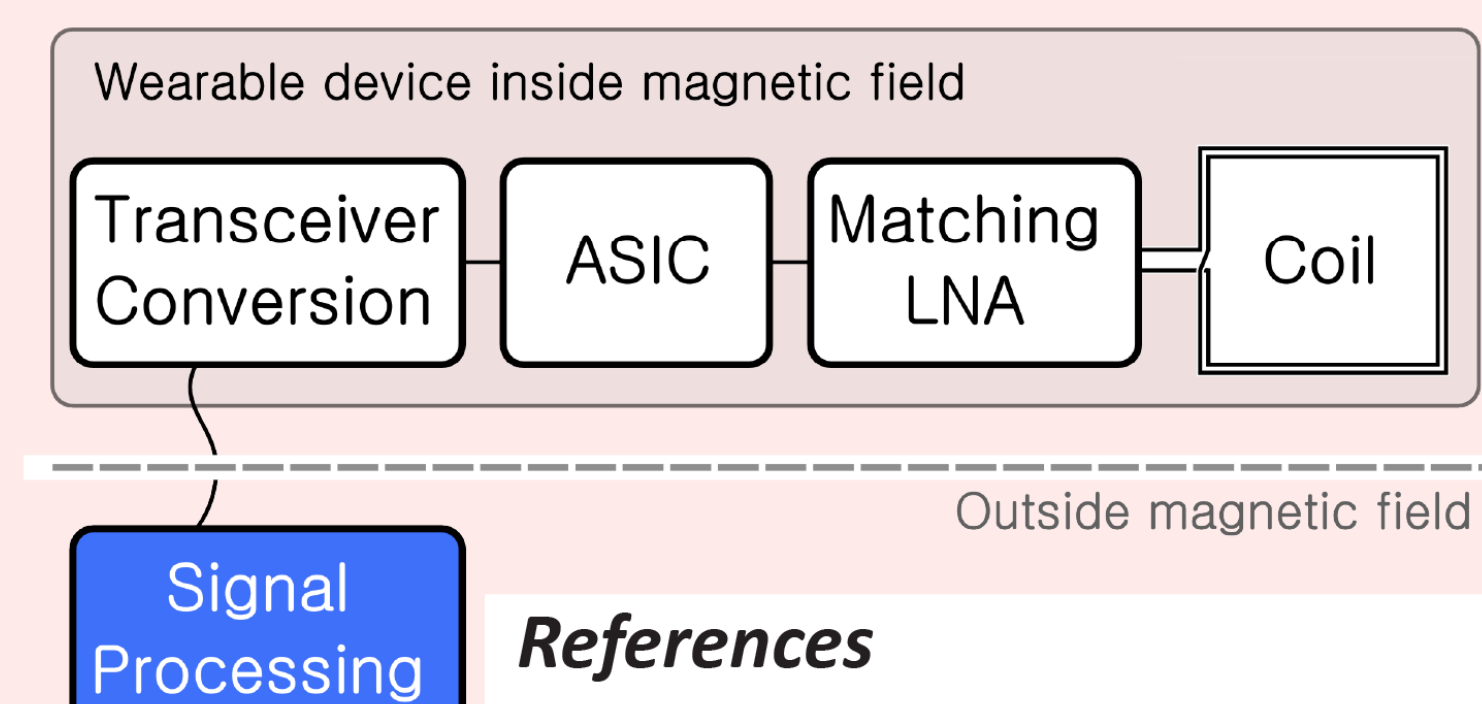 Wearable device inside magnetic field
Transceiver
Conversion
ASIC
Matching
LNA
Coil
Outside magnetic field
Signal
Processing
References